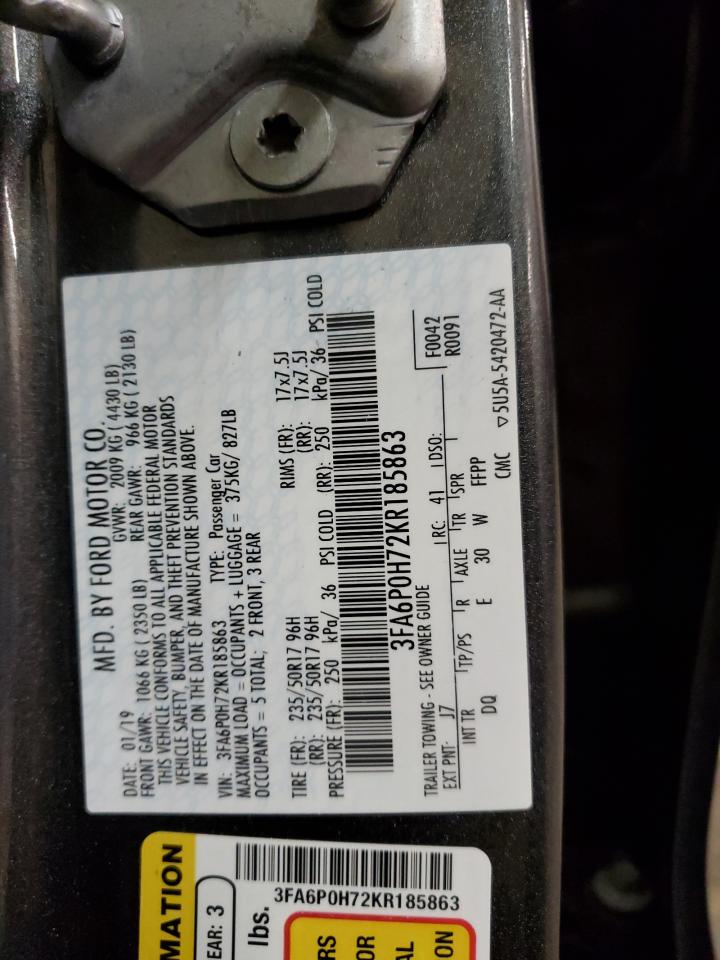 MFD. BY FORD MOTOR CO.
DATE: 01/19 GVWR: 2009 KG ( 4430 LB)
FRONT GAWR: 1066 KG ( 2350 LB) REAR GAWR: 966 KG ( 2130 LB)
THIS VEHICLE CONFORMS TO ALL APPLICABLE FEDERAL MOTOR
VEHICLE SAFETY, BUMPER, AND THEFT PREVENTION STANDARDS
IN EFFECT ON THE DATE OF MANUFACTURE SHOWN ABOVE.
VIN: 3FA6P0H72KR185863 TYPE: Passenger Car
MAXIMUM LOAD = OCCUPANTS + LUGGAGE = 375KG/ 827LB
OCCUPANTS = 5 TOTAL; 2 FRONT, 3 REAR
TIRE (FR): 235/50R17 96H RIMS (FR): 17x7.5J
(RR): 235/50R17 96H (RR): 17x7.5J
PRESSURE (FR): 250 kPa/ 36 PSI COLD (RR): 250 kPa/ 36 PSI COLD
3FA6P0H72KR185863
TRAILER TOWING - SEE OWNER GUIDE F0042
EXT PNT: J7 RC: 41 DSO: R0091
INT TR TP/PS R AXLE TR SPR
DQ E 30 W FFPP
CMC ▽5U5A-5420472-AA
MATION
EAR: 3
lbs.
3FA6P0H72KR185863
RS
OR
AL
ON